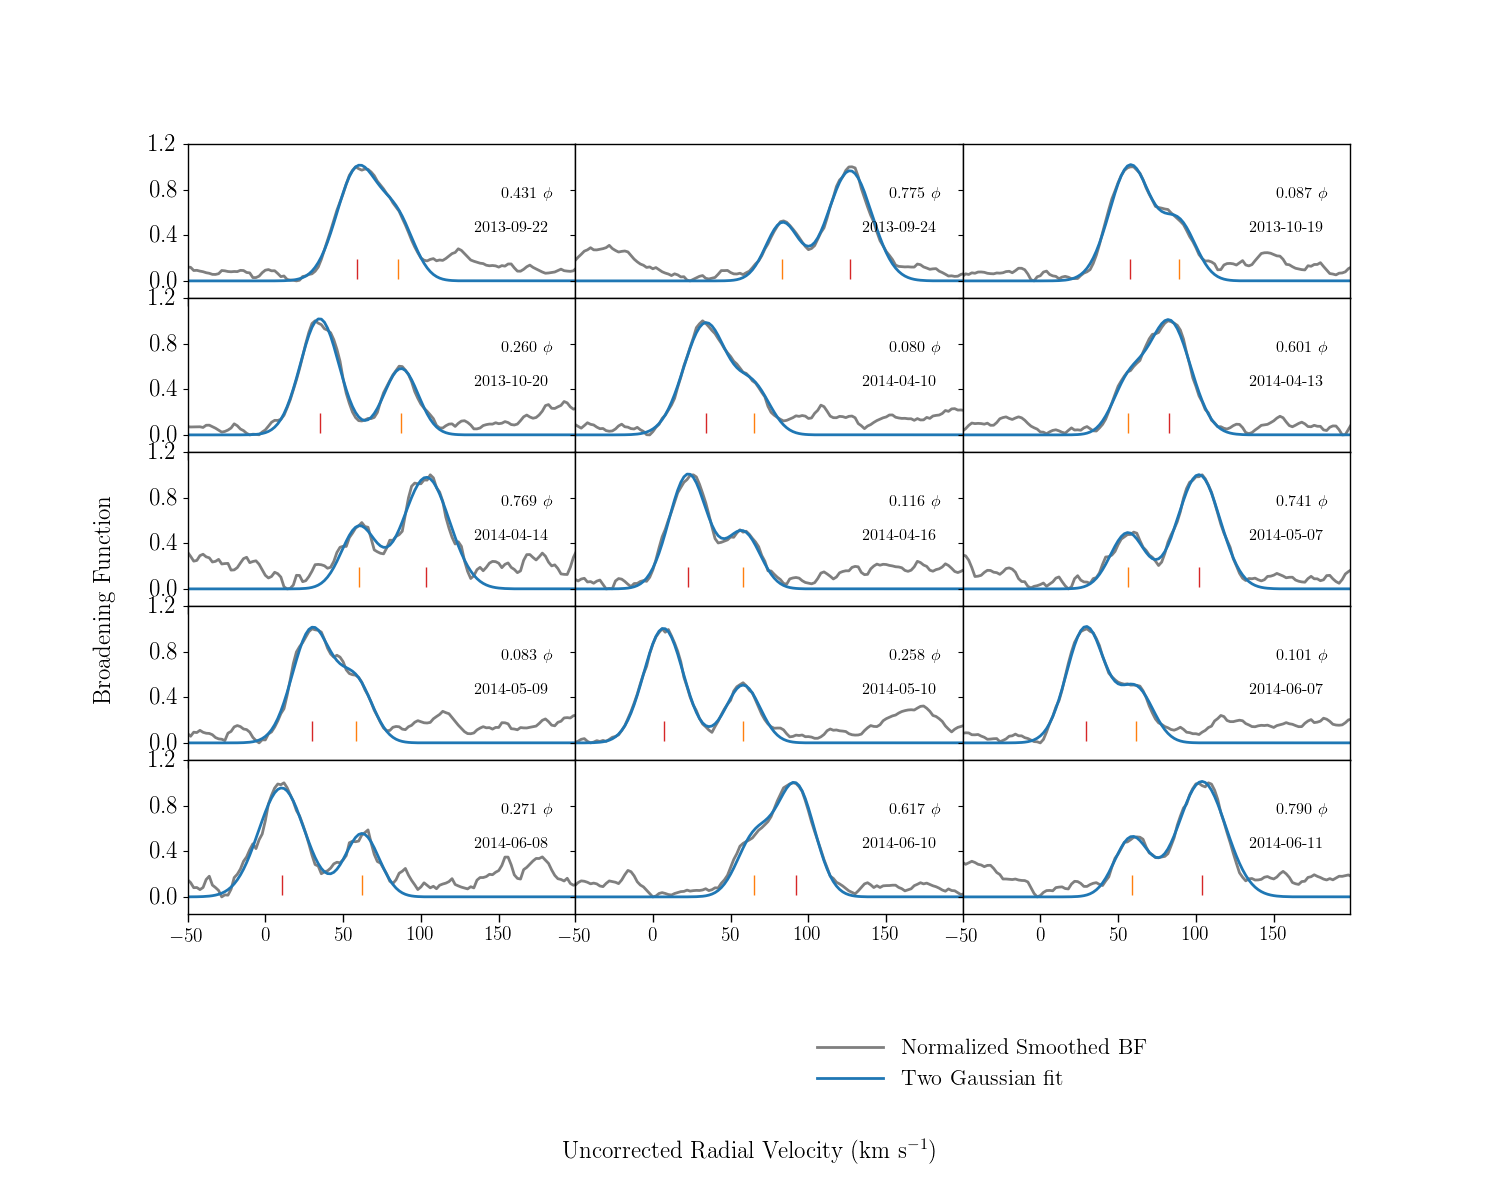 1.2
0.8
0.4
0.0
0.431 ϕ
2013-09-22
0.775 ϕ
2013-09-24
0.087 ϕ
2013-10-19
1.2
0.8
0.4
0.0
0.260 ϕ
2013-10-20
0.080 ϕ
2014-04-10
0.601 ϕ
2014-04-13
1.2
0.8
0.4
0.0
0.769 ϕ
2014-04-14
0.116 ϕ
2014-04-16
0.741 ϕ
2014-05-07
1.2
0.8
0.4
0.0
0.083 ϕ
2014-05-09
0.258 ϕ
2014-05-10
0.101 ϕ
2014-06-07
1.2
0.8
0.4
0.0
0.271 ϕ
2014-06-08
0.617 ϕ
2014-06-10
0.790 ϕ
2014-06-11
−50 0 50 100 150 −50 0 50 100 150 −50 0 50 100 150
Broadening Function
Normalized Smoothed BF
Two Gaussian fit
Uncorrected Radial Velocity (km s⁻¹)